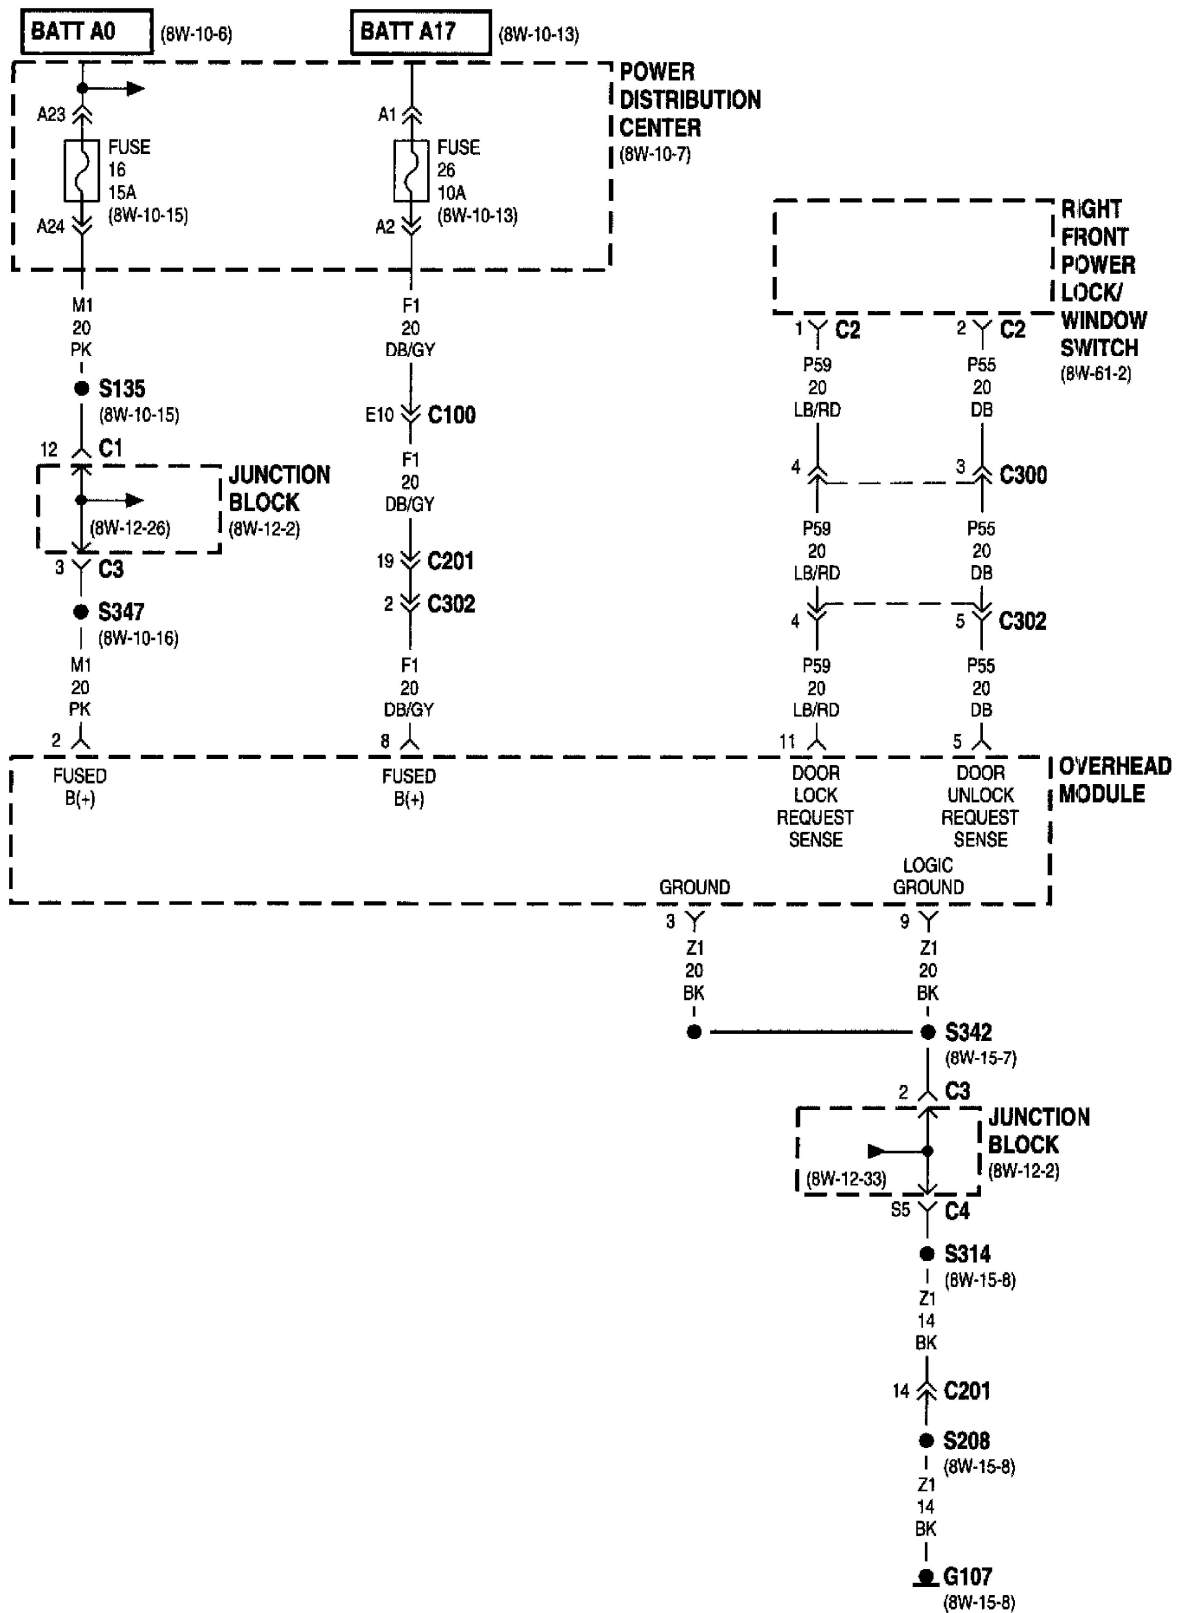 BATT A0
(8W-10-6)
BATT A17
(8W-10-13)
POWER
DISTRIBUTION
CENTER
(8W-10-7)
A23
FUSE
16
15A
(8W-10-15)
A24
A1
FUSE
26
10A
(8W-10-13)
A2
RIGHT
FRONT
POWER
LOCK/
WINDOW
SWITCH
(8W-61-2)
M1
20
PK
S135
(8W-10-15)
12
C1
JUNCTION
BLOCK
(8W-12-2)
(8W-12-26)
3
C3
S347
(8W-10-16)
M1
20
PK
2
F1
20
DB/GY
E10
C100
F1
20
DB/GY
19
C201
2
C302
F1
20
DB/GY
8
1
C2
P59
20
LB/RD
4
P59
20
LB/RD
4
P59
20
LB/RD
11
2
C2
P55
20
DB
3
C300
P55
20
DB
5
C302
P55
20
DB
5
OVERHEAD
MODULE
FUSED
B(+)
FUSED
B(+)
DOOR
LOCK
REQUEST
SENSE
DOOR
UNLOCK
REQUEST
SENSE
GROUND
LOGIC
GROUND
3
Z1
20
BK
9
Z1
20
BK
S342
(8W-15-7)
2
C3
JUNCTION
BLOCK
(8W-12-2)
(8W-12-33)
S5
C4
S314
(8W-15-8)
Z1
14
BK
14
C201
S208
(8W-15-8)
Z1
14
BK
G107
(8W-15-8)